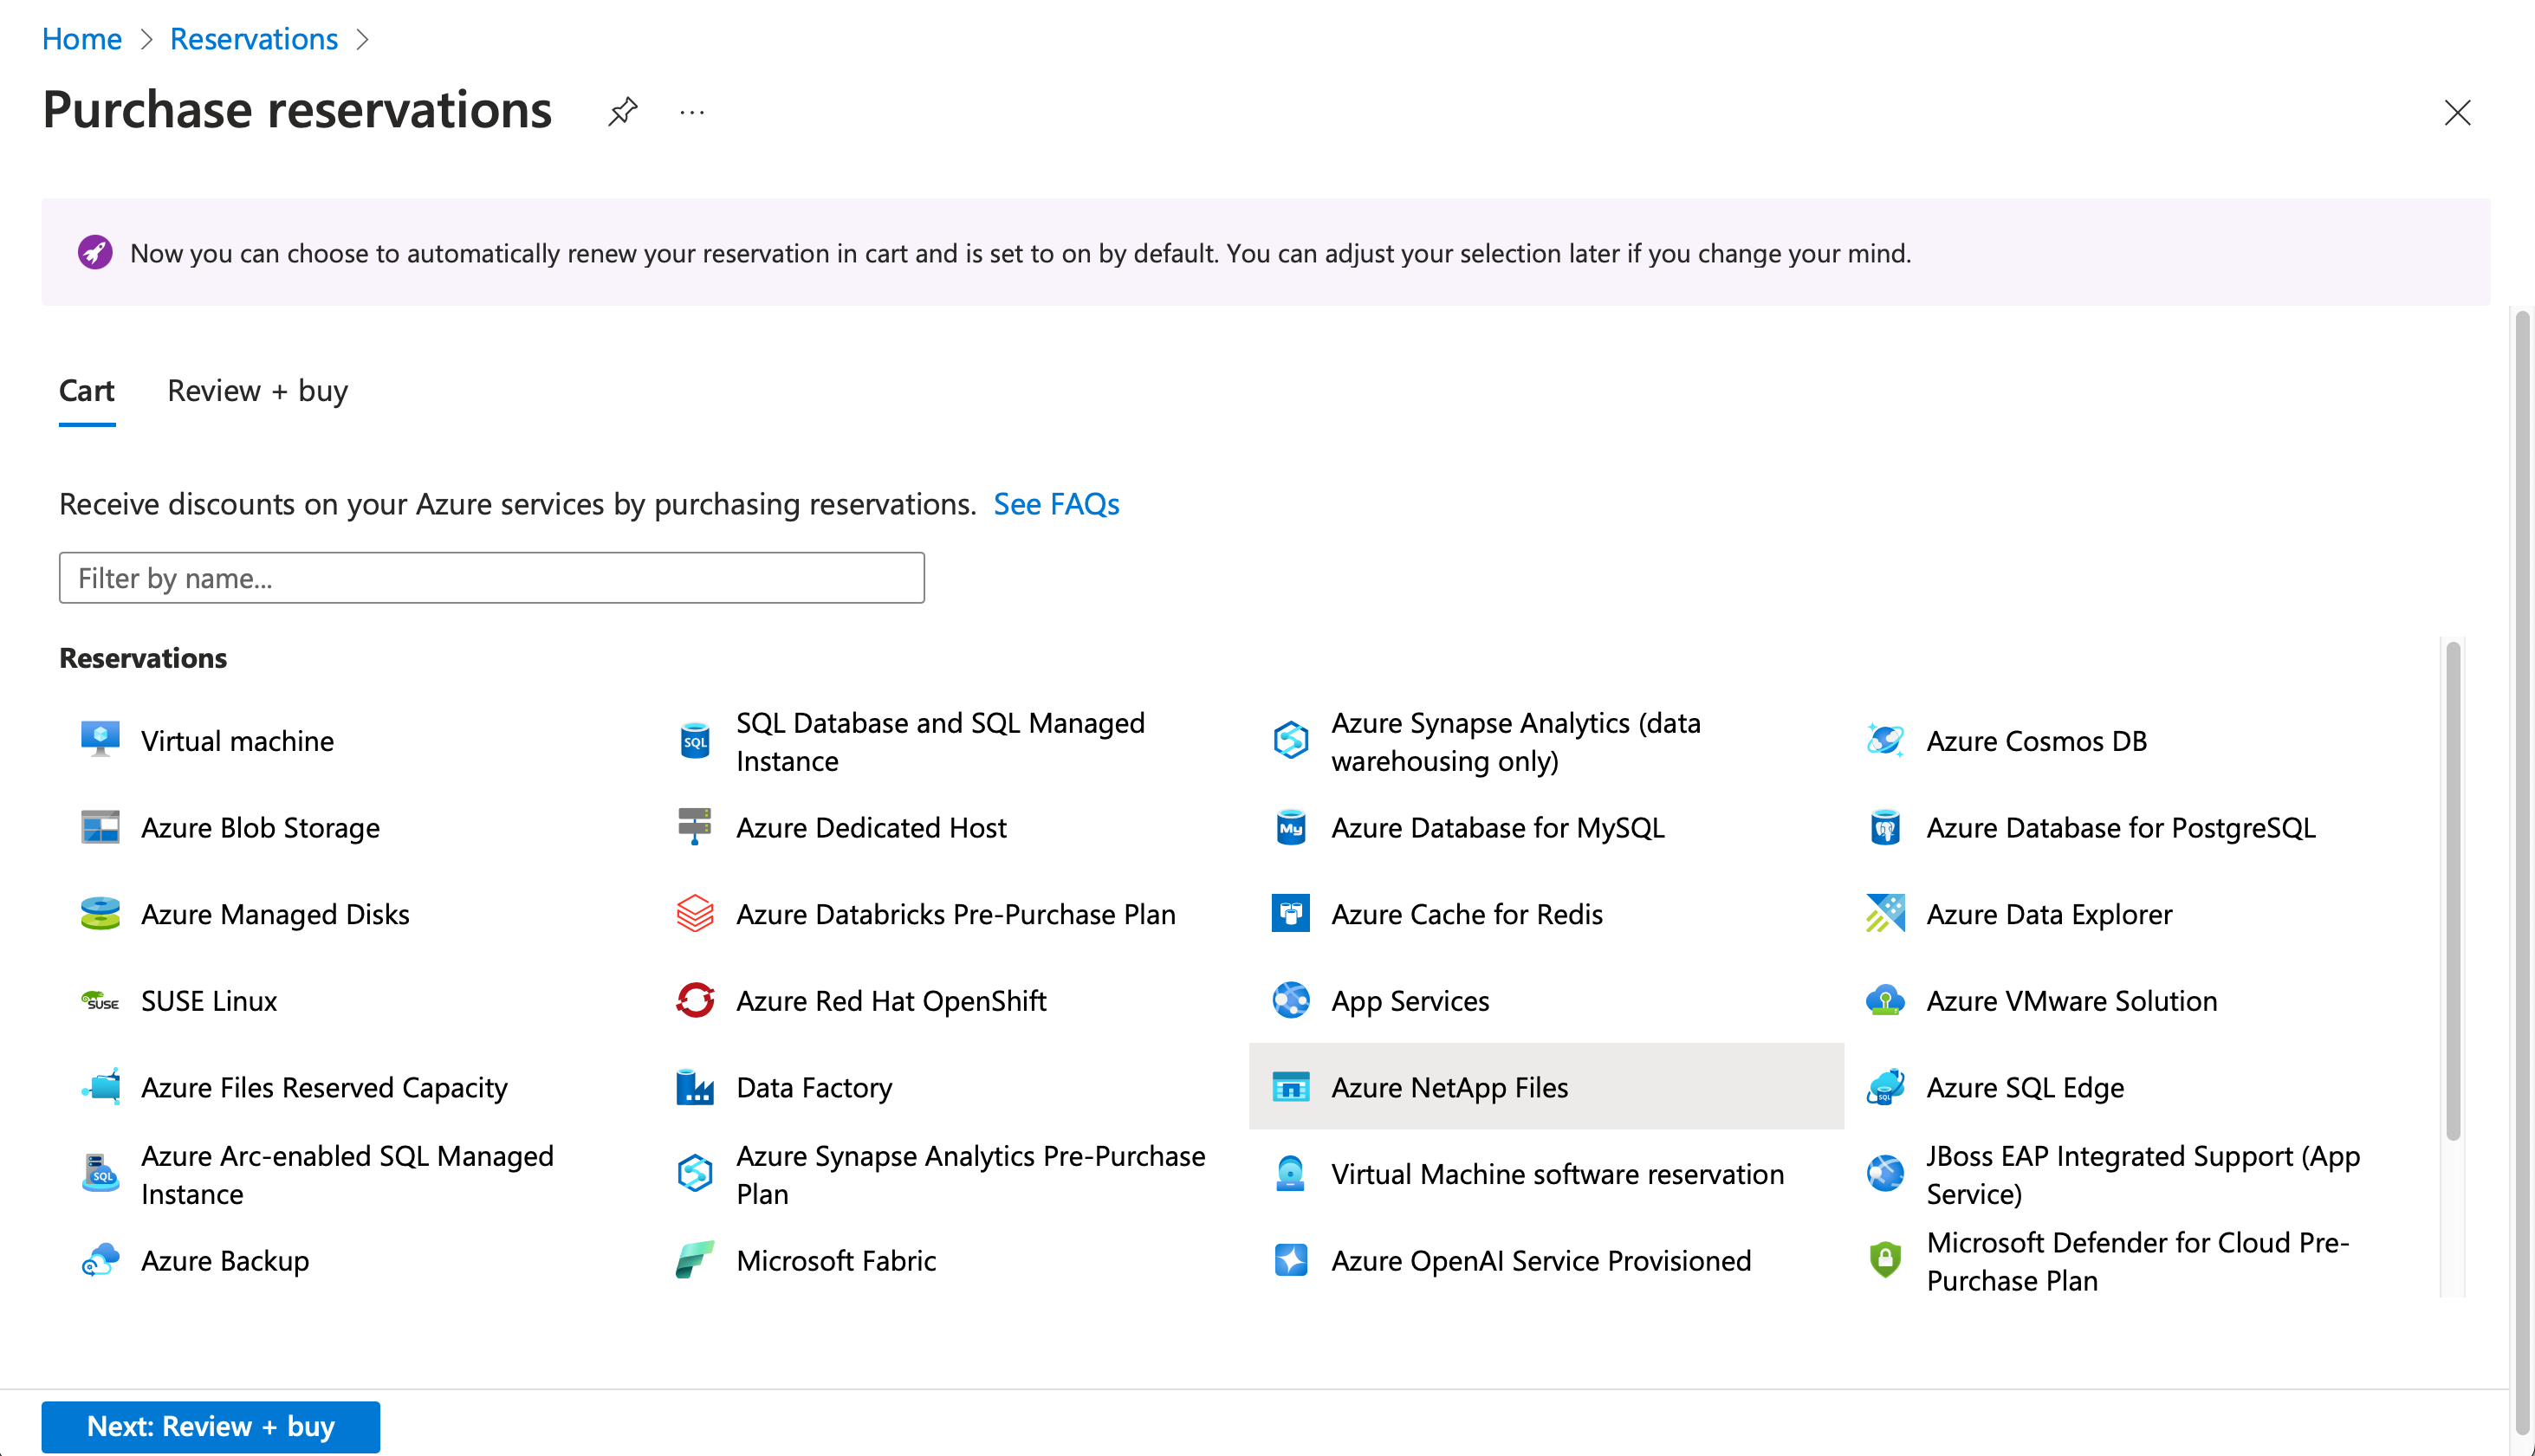 Home > Reservations >
Purchase reservations
Now you can choose to automatically renew your reservation in cart and is set to on by default. You can adjust your selection later if you change your mind.
Cart Review + buy
Receive discounts on your Azure services by purchasing reservations. See FAQs
Filter by name...
Reservations
Virtual machine
SQL SQL Database and SQL Managed
Instance
Azure Synapse Analytics (data
warehousing only)
Azure Cosmos DB
Azure Blob Storage
Azure Dedicated Host
My Azure Database for MySQL
Azure Database for PostgreSQL
Azure Managed Disks
Azure Databricks Pre-Purchase Plan
Azure Cache for Redis
Azure Data Explorer
SUSE SUSE Linux
Azure Red Hat OpenShift
App Services
Azure VMware Solution
Azure Files Reserved Capacity
Data Factory
Azure NetApp Files
SQL Azure SQL Edge
SQL Azure Arc-enabled SQL Managed
Instance
Azure Synapse Analytics Pre-Purchase
Plan
Virtual Machine software reservation
JBoss EAP Integrated Support (App
Service)
Azure Backup
Microsoft Fabric
Azure OpenAI Service Provisioned
Microsoft Defender for Cloud Pre-
Purchase Plan
Next: Review + buy